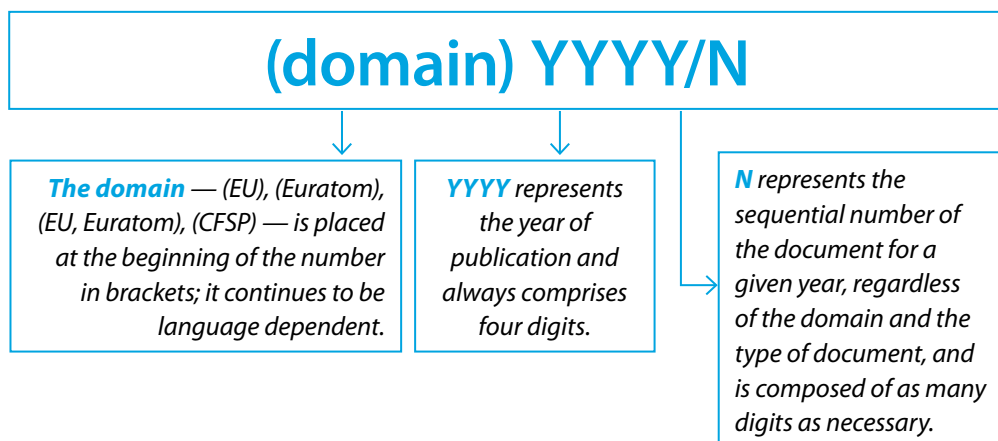 (domain) YYYY/N
The domain — (EU), (Euratom),
(EU, Euratom), (CFSP) — is placed
at the beginning of the number
in brackets; it continues to be
language dependent.
YYYY represents
the year of
publication and
always comprises
four digits.
N represents the
sequential number of
the document for a
given year, regardless
of the domain and the
type of document, and
is composed of as many
digits as necessary.